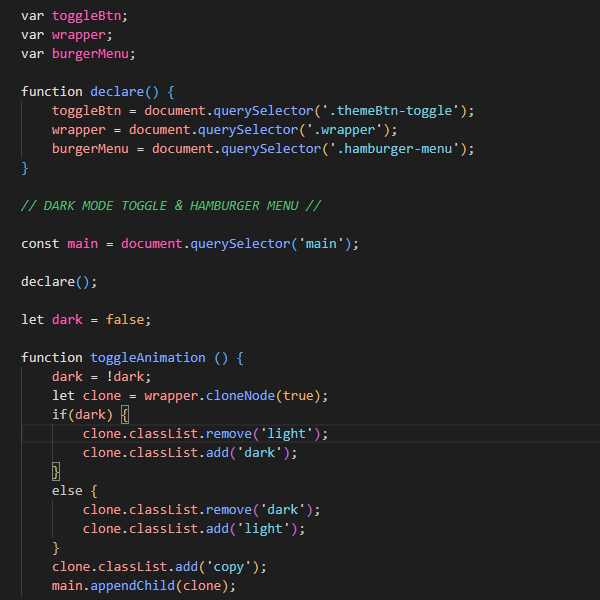 var toggleBtn;
var wrapper;
var burgerMenu;

function declare() {
    toggleBtn = document.querySelector('.themeBtn-toggle');
    wrapper = document.querySelector('.wrapper');
    burgerMenu = document.querySelector('.hamburger-menu');
}

// DARK MODE TOGGLE & HAMBURGER MENU //

const main = document.querySelector('main');

declare();

let dark = false;

function toggleAnimation () {
    dark = !dark;
    let clone = wrapper.cloneNode(true);
    if(dark) {
        clone.classList.remove('light');
        clone.classList.add('dark');
    }
    else {
        clone.classList.remove('dark');
        clone.classList.add('light');
    }
    clone.classList.add('copy');
    main.appendChild(clone);